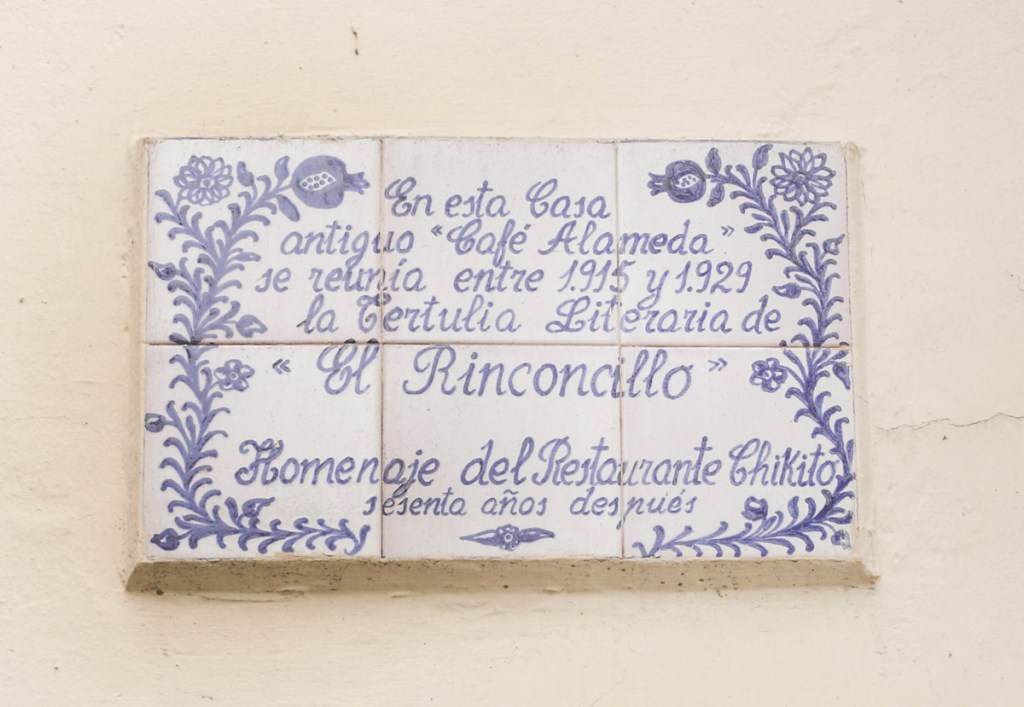 En esta Casa
antiguo "Café Alameda"
se reunía entre 1.915 y 1.929
la Tertulia Literaria de
"El Rinconcillo"
Homenaje del Restaurante Chikito,
sesenta años después